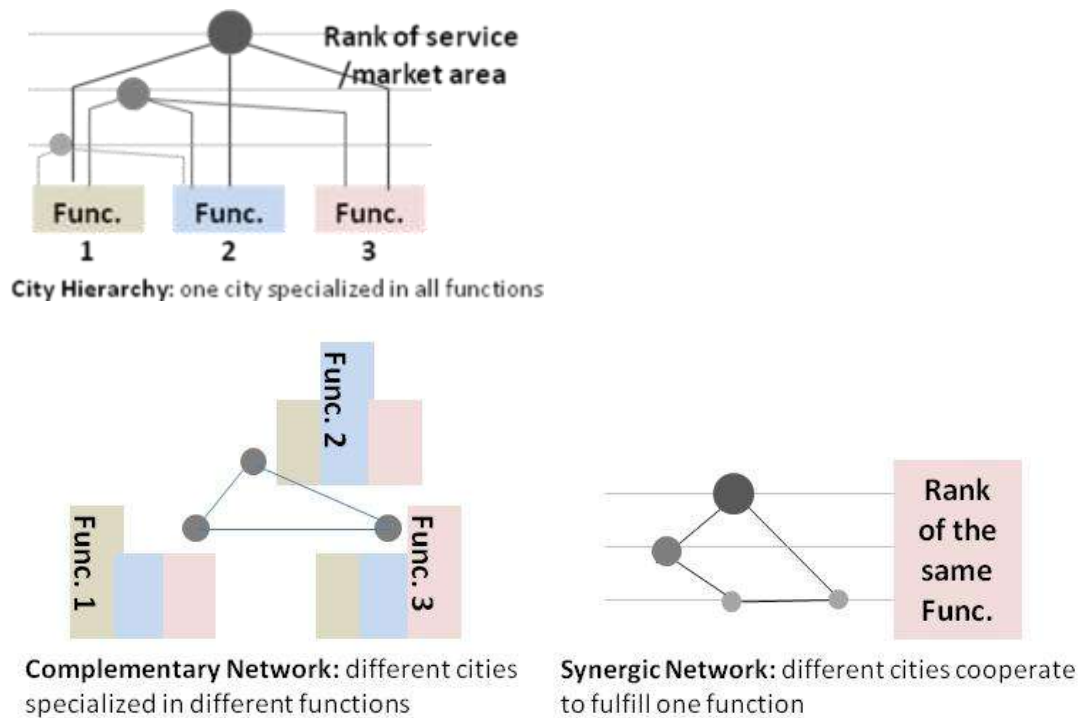 Rank of service
/market area
Func. Func. Func.
1 2 3
City Hierarchy: one city specialized in all functions
Func. 2
Func. 1
Func. 3
Complementary Network: different cities
specialized in different functions
Rank
of the
same
Func.
Synergic Network: different cities cooperate
to fulfill one function